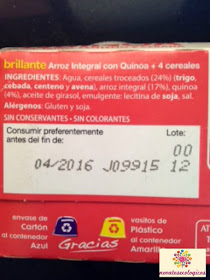 brillante Arroz Integral con Quinoa + 4 cereales
INGREDIENTES: Agua, cereales troceados (24%) (trigo,
cebada, centeno y avena), arroz integral (17%), quinoa
(4%), aceite de girasol, emulgente: lecitina de soja, sal.
Alérgenos: Gluten y soja.
SIN CONSERVANTES - SIN COLORANTES
Consumir preferentemente
antes del fin de:
Lote:
00
04/2016 J09915 12
envase de
Cartón
al contenedor
Azul
Gracias
vasitos de
Plástico
al contenedor
Amarillo